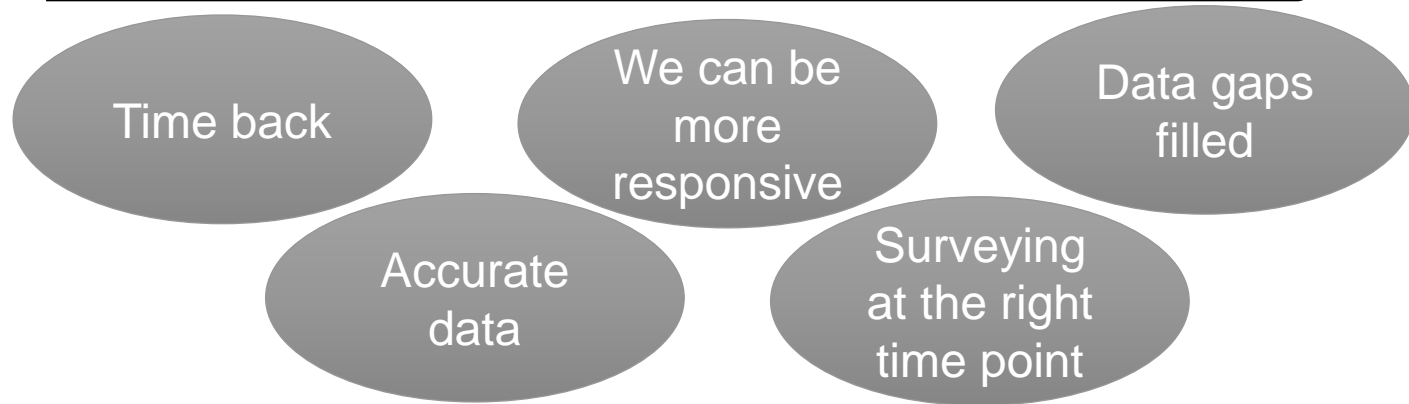 Time back
We can be
more
responsive
Data gaps
filled
Accurate
data
Surveying
at the right
time point